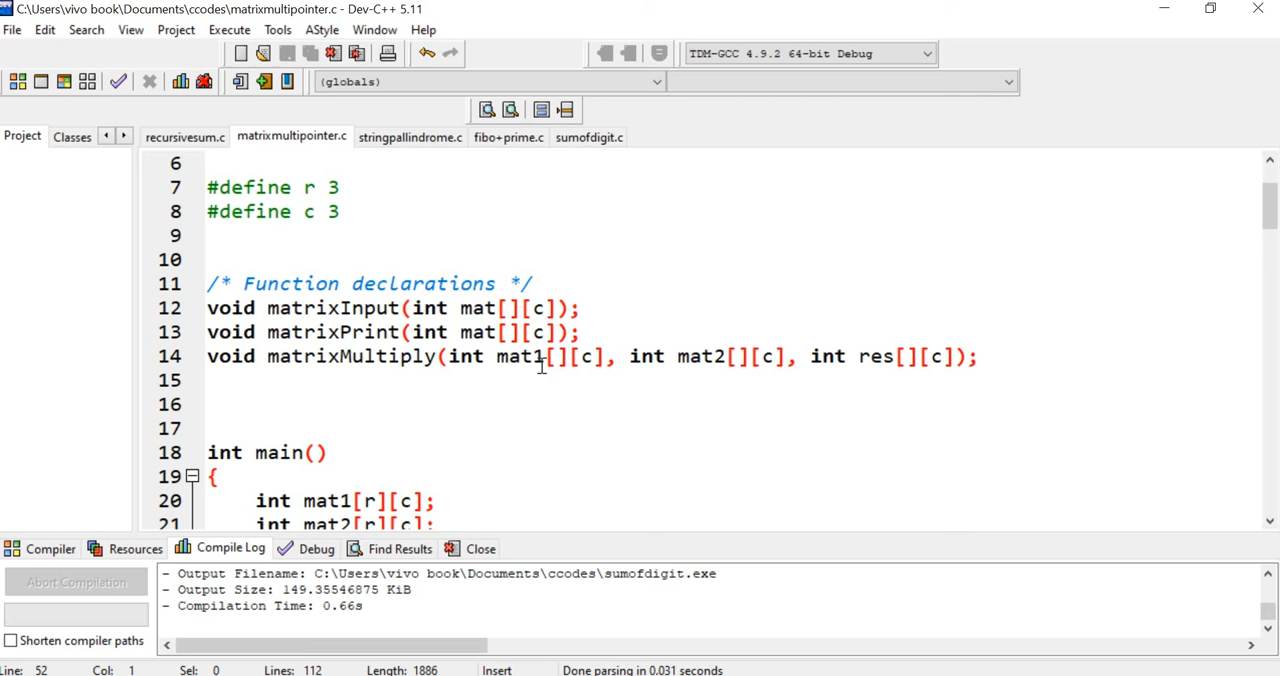 C:\Users\vivo book\Documents\ccodes\matrixmultipointer.c - Dev-C++ 5.11
File Edit Search View Project Execute Tools AStyle Window Help
TDM-GCC 4.9.2 64-bit Debug
(globals)
Project Classes recursivesum.c matrixmultipointer.c stringpallindrome.c fibo+prime.c sumofdigit.c
6
7 #define r 3
8 #define c 3
9
10
11 /* Function declarations */
12 void matrixInput(int mat[][c]);
13 void matrixPrint(int mat[][c]);
14 void matrixMultiply(int mat1[][c], int mat2[][c], int res[][c]);
15
16
17
18 int main()
19 {
20 int mat1[r][c];
21 int mat2[r][c];
Compiler Resources Compile Log Debug Find Results Close
Abort Compilation
- Output Filename: C:\Users\vivo book\Documents\ccodes\sumofdigit.exe
- Output Size: 149.35546875 KiB
- Compilation Time: 0.66s
Shorten compiler paths
Line: 52 Col: 1 Sel: 0 Lines: 112 Length: 1886 Insert Done parsing in 0.031 seconds